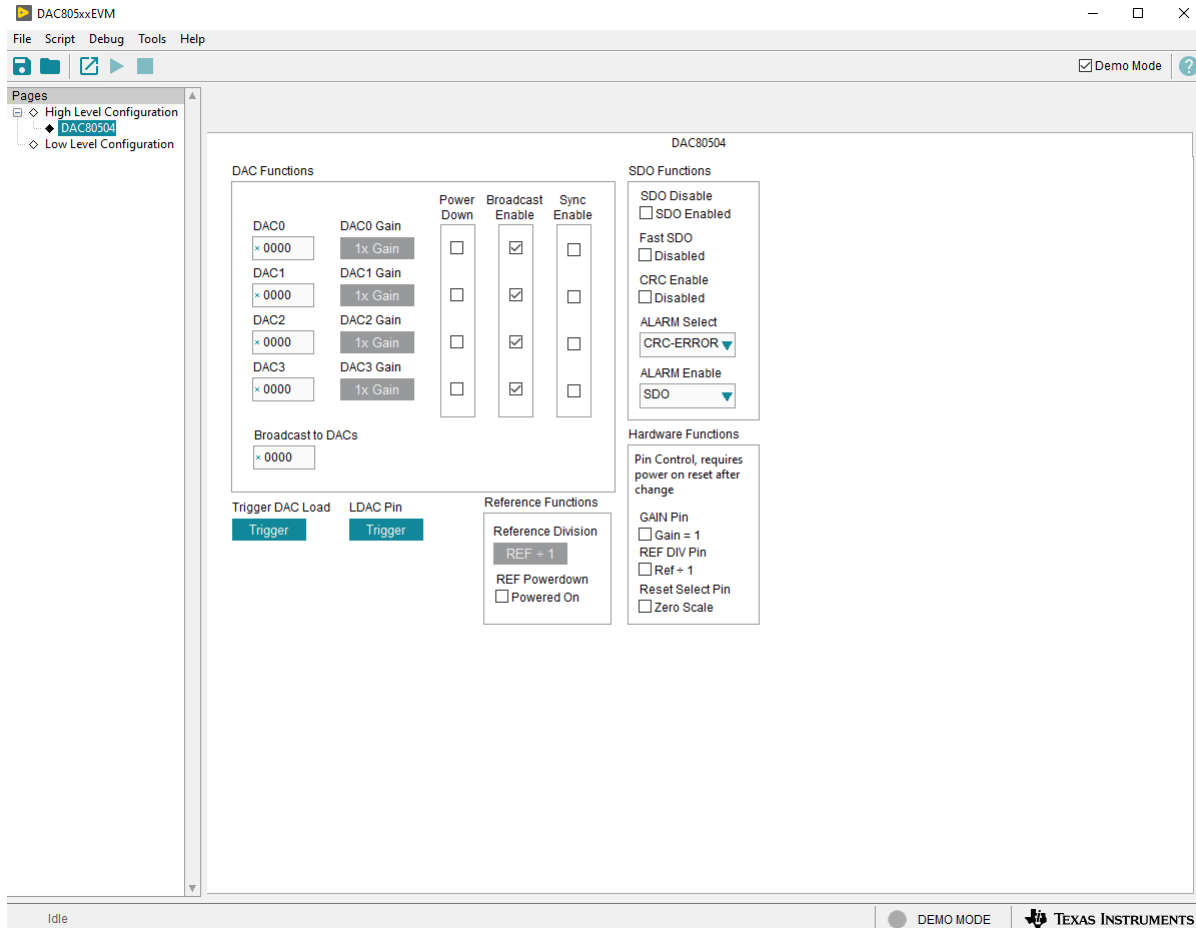 DAC805xxEVM
File Script Debug Tools Help
Demo Mode
?
Pages
High Level Configuration
DAC80504
Low Level Configuration
DAC80504
DAC Functions
Power Down
Broadcast Enable
Sync Enable
DAC0
DAC0 Gain
× 0000
1x Gain
DAC1
DAC1 Gain
× 0000
1x Gain
DAC2
DAC2 Gain
× 0000
1x Gain
DAC3
DAC3 Gain
× 0000
1x Gain
Broadcast to DACs
× 0000
Trigger DAC Load
LDAC Pin
Trigger
Trigger
Reference Functions
Reference Division
REF ÷ 1
REF Powerdown
Powered On
SDO Functions
SDO Disable
SDO Enabled
Fast SDO
Disabled
CRC Enable
Disabled
ALARM Select
CRC-ERROR
ALARM Enable
SDO
Hardware Functions
Pin Control, requires
power on reset after
change
GAIN Pin
Gain = 1
REF DIV Pin
Ref ÷ 1
Reset Select Pin
Zero Scale
Idle
DEMO MODE
TEXAS INSTRUMENTS